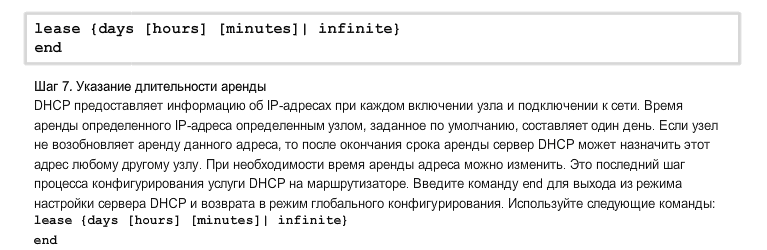 lease {days [hours] [minutes]| infinite}
end
Шаг 7. Указание длительности аренды
DHCP предоставляет информацию об IP-адресах при каждом включении узла и подключении к сети. Время
аренды определенного IP-адреса определенным узлом, заданное по умолчанию, составляет один день. Если узел
не возобновляет аренду данного адреса, то после окончания срока аренды сервер DHCP может назначить этот
адрес любому другому узлу. При необходимости время аренды адреса можно изменить. Это последний шаг
процесса конфигурирования услуги DHCP на маршрутизаторе. Введите команду end для выхода из режима
настройки сервера DHCP и возврата в режим глобального конфигурирования. Используйте следующие команды:
lease {days [hours] [minutes]| infinite}
end